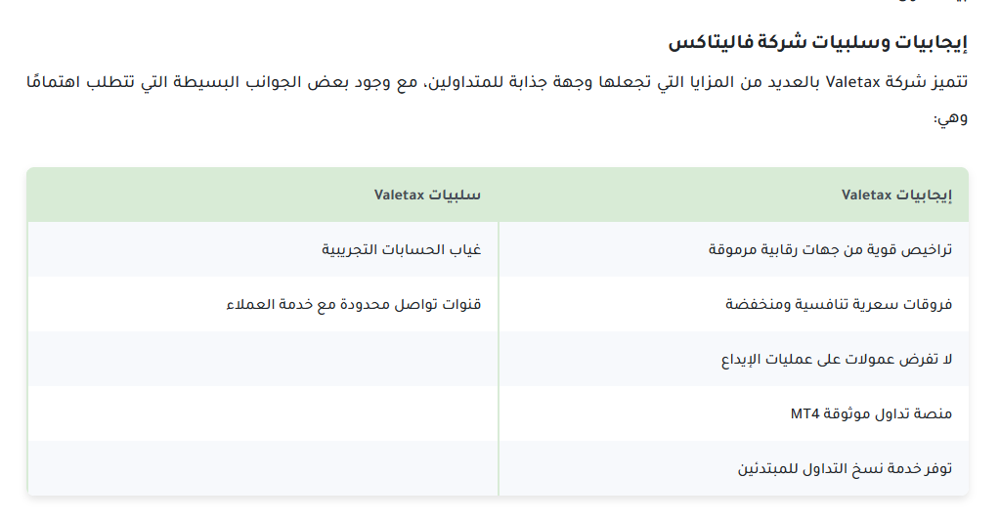 إيجابيات وسلبيات شركة فاليتاكس
تتميز شركة Valetax بالعديد من المزايا التي تجعلها وجهة جذابة للمتداولين، مع وجود بعض الجوانب البسيطة التي تتطلب اهتمامًا
وهي:
إيجابيات Valetax
سلبيات Valetax
تراخيص قوية من جهات رقابية مرموقة
غياب الحسابات التجريبية
فروقات سعرية تنافسية ومنخفضة
قنوات تواصل محدودة مع خدمة العملاء
لا تفرض عمولات على عمليات الإيداع
منصة تداول موثوقة MT4
توفر خدمة نسخ التداول للمبتدئين